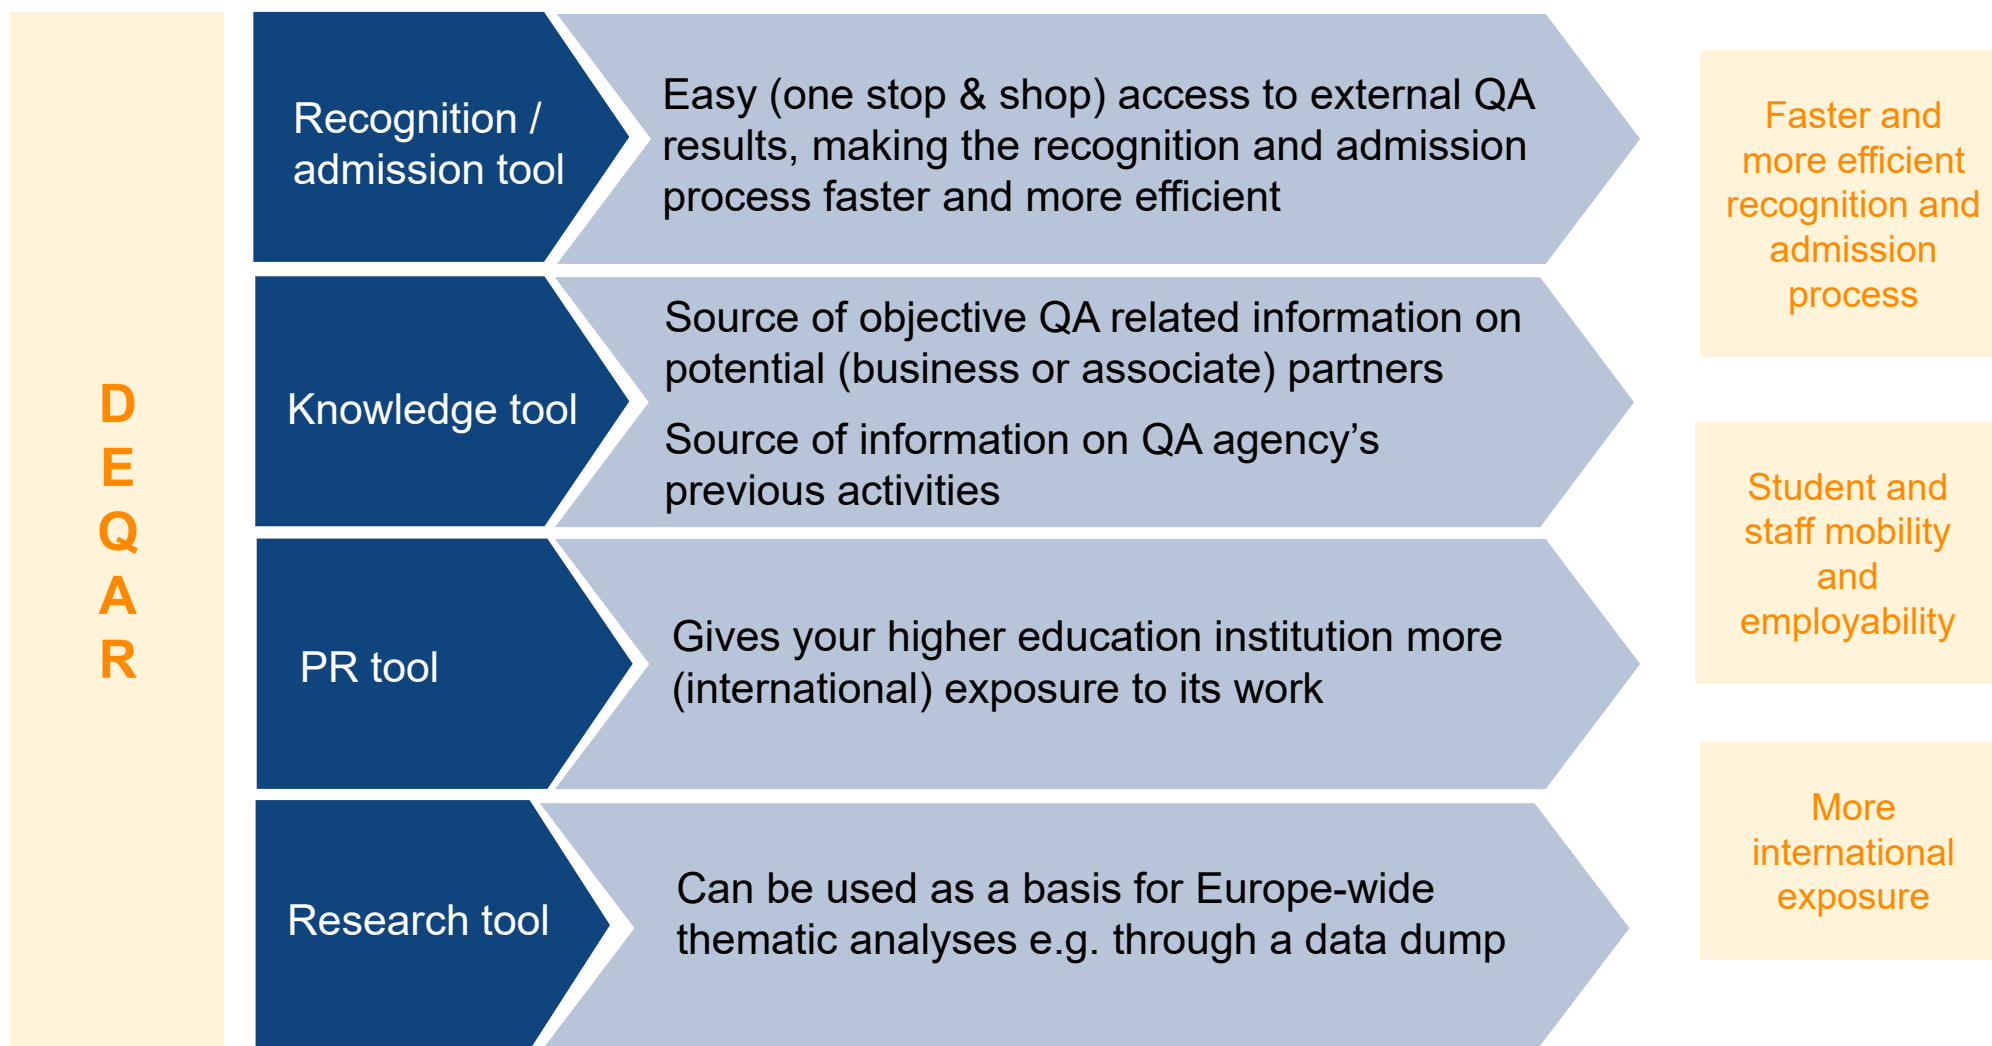 D
E
Q
A
R
Recognition /
admission tool
Easy (one stop & shop) access to external QA
results, making the recognition and admission
process faster and more efficient
Knowledge tool
Source of objective QA related information on
potential (business or associate) partners
Source of information on QA agency’s
previous activities
PR tool
Gives your higher education institution more
(international) exposure to its work
Research tool
Can be used as a basis for Europe-wide
thematic analyses e.g. through a data dump
Faster and
more efficient
recognition and
admission
process
Student and
staff mobility
and
employability
More
international
exposure